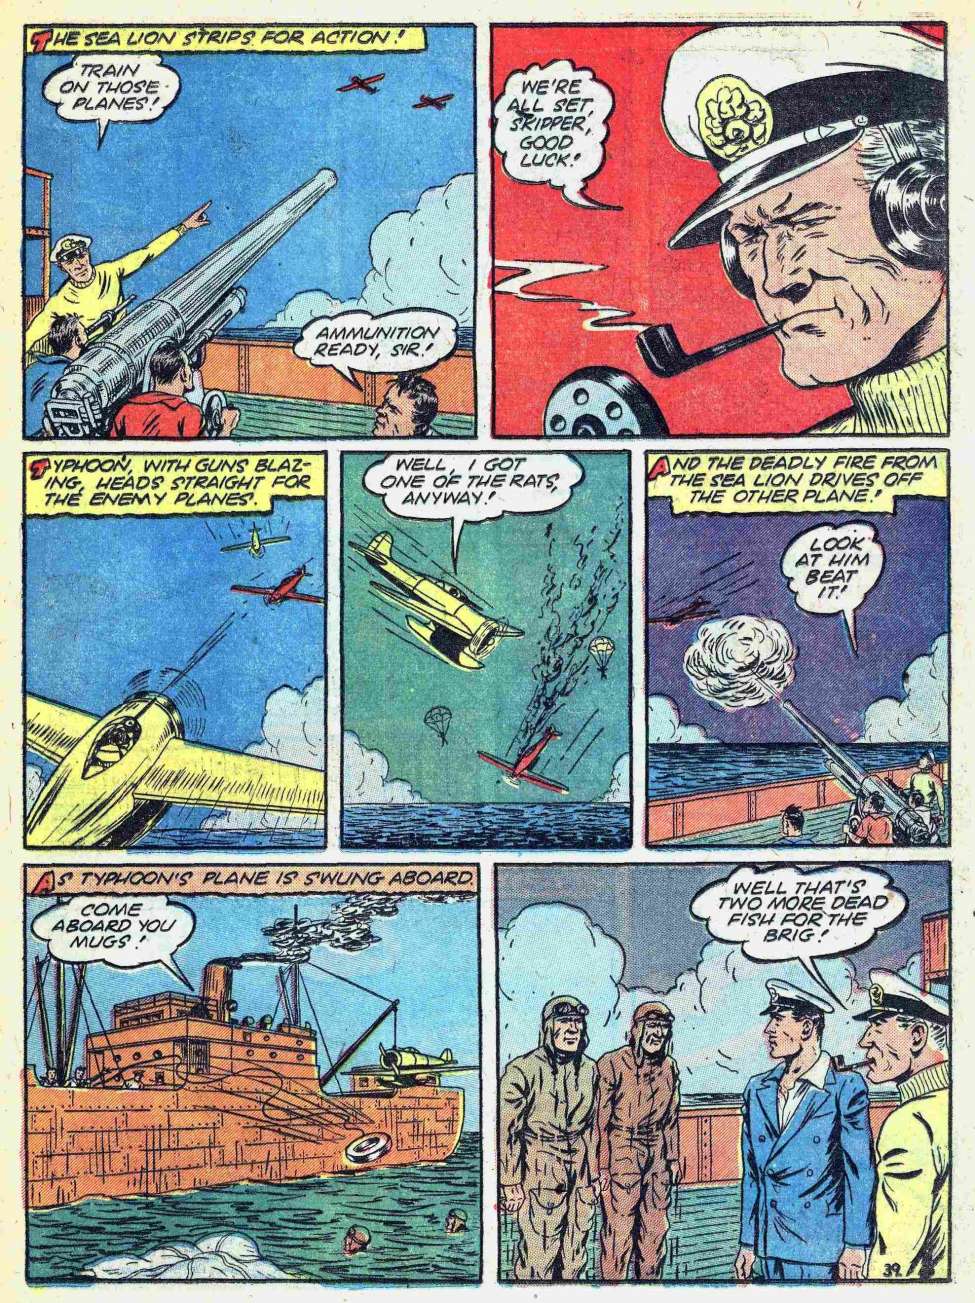 THE SEA LION STRIPS FOR ACTION!
TRAIN
ON THOSE
PLANES!
AMMUNITION
READY, SIR!
WE'RE
ALL SET,
SKIPPER,
GOOD
LUCK!
TYPHOON, WITH GUNS BLAZ-
ING, HEADS STRAIGHT FOR
THE ENEMY PLANES.
WELL, I GOT
ONE OF THE RATS,
ANYWAY!
AND THE DEADLY FIRE FROM
THE SEA LION DRIVES OFF
THE OTHER PLANE!
LOOK
AT HIM
BEAT
IT!
AS TYPHOON'S PLANE IS SWUNG ABOARD
COME
ABOARD YOU
MUGS!
WELL THAT'S
TWO MORE DEAD
FISH FOR THE
BRIG!
39